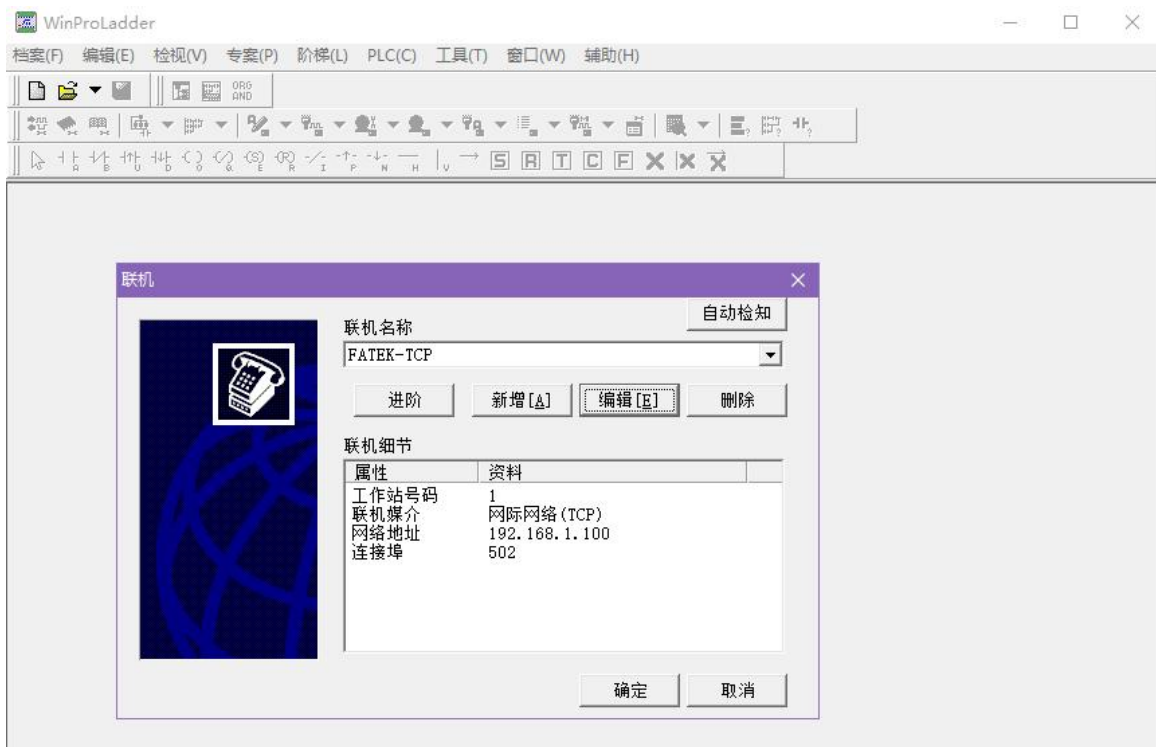 WinProLadder
档案(F) 编辑(E) 检视(V) 专案(P) 阶梯(L) PLC(C) 工具(T) 窗口(W) 辅助(H)
ORG
AND
A B U D O Q E R I P N H V S R T C F
联机
自动检知
联机名称
FATEK-TCP
进阶 新增[A] 编辑[E] 删除
联机细节
属性 资料
工作站号码 1
联机媒介 网际网络(TCP)
网络地址 192.168.1.100
连接埠 502
确定 取消